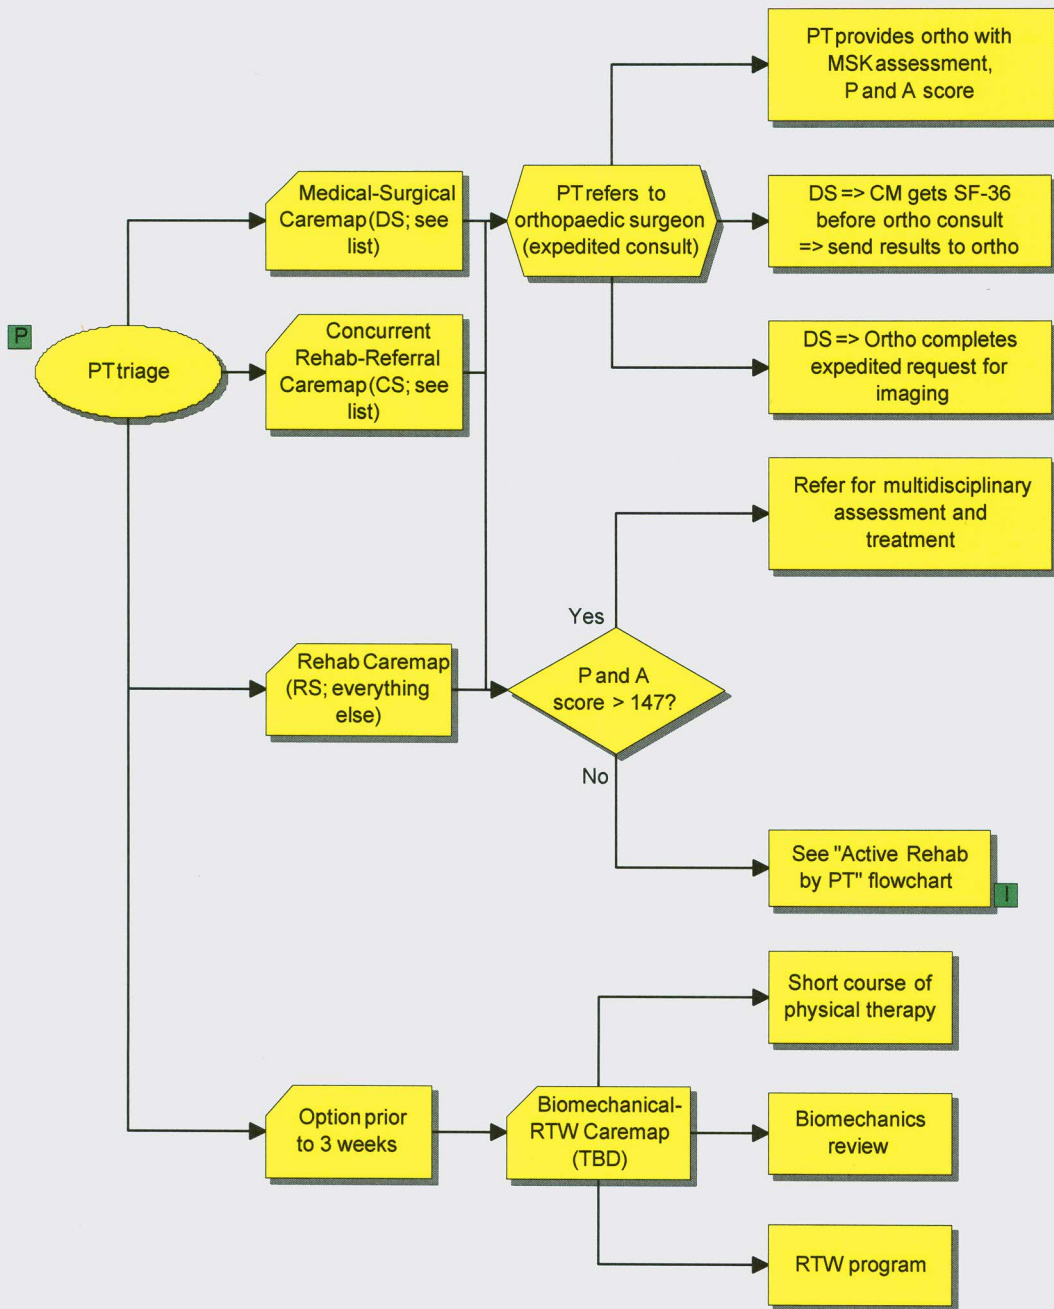 PT provides ortho with
MSK assessment,
P and A score
Medical-Surgical
Caremap (DS; see
list)
PT refers to
orthopaedic surgeon
(expedited consult)
DS => CM gets SF-36
before ortho consult
=> send results to ortho
P
PT triage
Concurrent
Rehab-Referral
Caremap (CS; see
list)
DS => Ortho completes
expedited request for
imaging
Refer for multidisciplinary
assessment and
treatment
Yes
Rehab Caremap
(RS; everything
else)
P and A
score > 147?
No
See "Active Rehab
by PT" flowchart
I
Short course of
physical therapy
Option prior
to 3 weeks
Biomechanical-
RTW Caremap
(TBD)
Biomechanics
review
RTW program